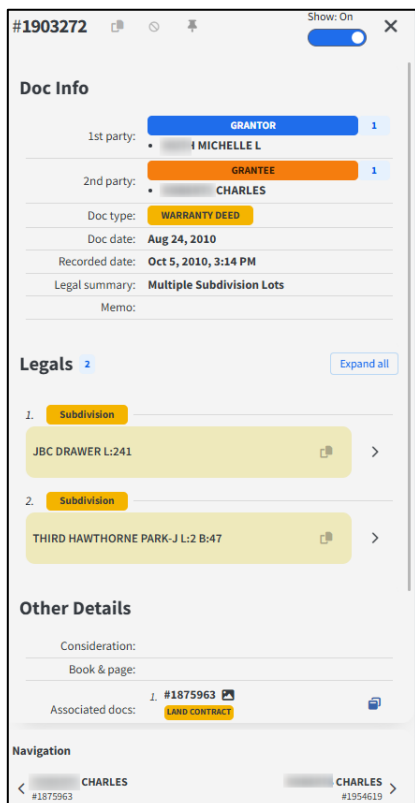 #1903272
Show: On
Doc Info
1st party:
GRANTOR 1
• MICHELLE L
2nd party:
GRANTEE 1
• CHARLES
Doc type: WARRANTY DEED
Doc date: Aug 24, 2010
Recorded date: Oct 5, 2010, 3:14 PM
Legal summary: Multiple Subdivision Lots
Memo:
Legals 2
Expand all
1. Subdivision
JBC DRAWER L:241
2. Subdivision
THIRD HAWTHORNE PARK-J L:2 B:47
Other Details
Consideration:
Book & page:
Associated docs:
1. #1875963
LAND CONTRACT
Navigation
CHARLES
#1875963
CHARLES
#1954619